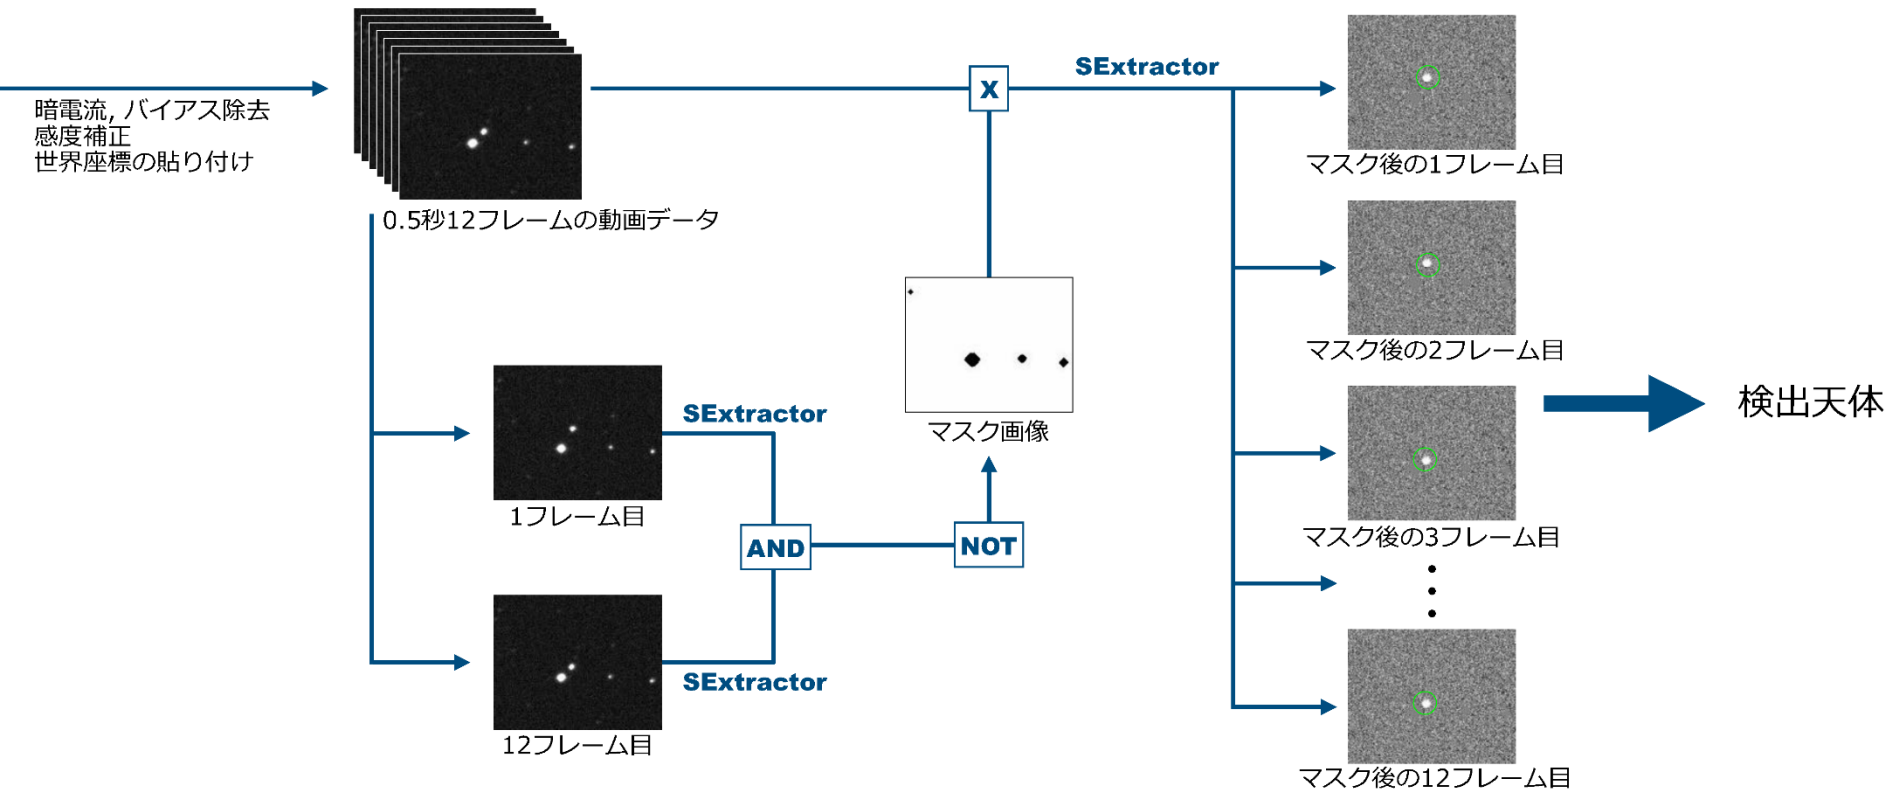 暗電流, バイアス除去
感度補正
世界座標の貼り付け
0.5秒12フレームの動画データ
X
SExtractor
マスク後の1フレーム目
マスク後の2フレーム目
マスク後の3フレーム目
マスク後の12フレーム目
検出天体
マスク画像
SExtractor
1フレーム目
AND
NOT
SExtractor
12フレーム目